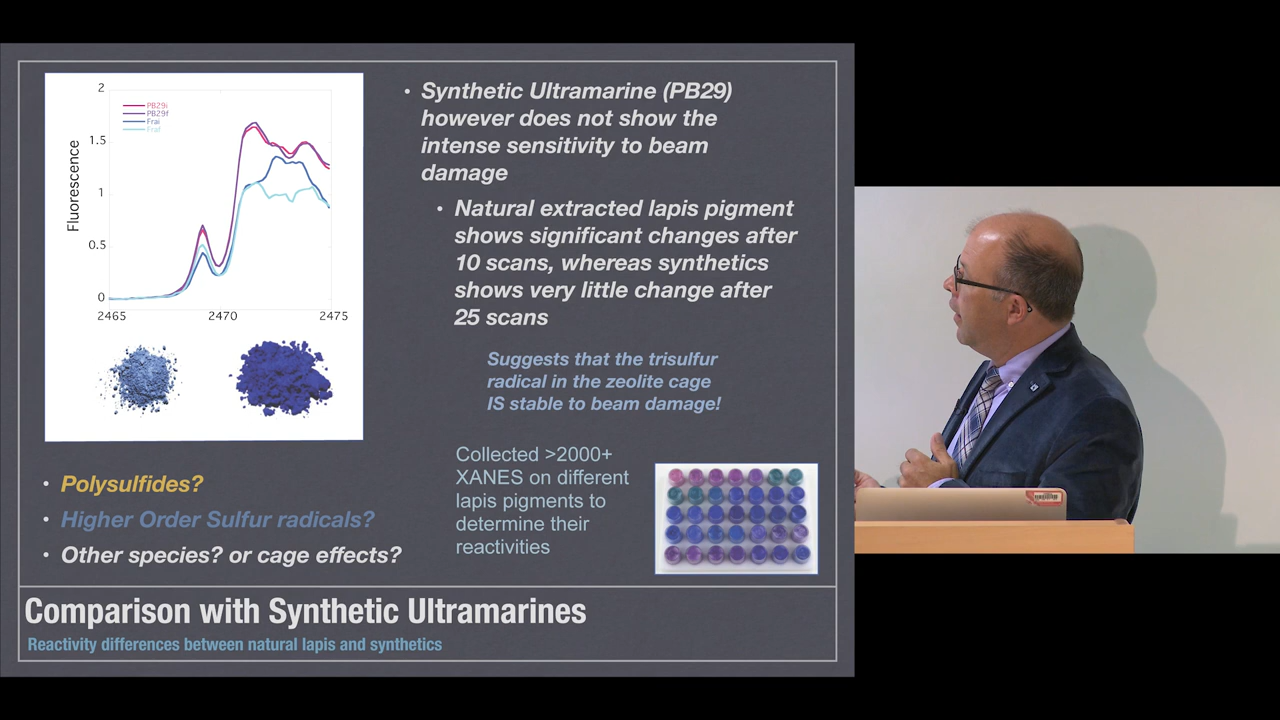 2
1.5
1
0.5
0
Fluorescence
PB29i
PB29f
Frai
Fraf
2465 2470 2475
• Synthetic Ultramarine (PB29)
however does not show the
intense sensitivity to beam
damage
• Natural extracted lapis pigment
shows significant changes after
10 scans, whereas synthetics
shows very little change after
25 scans
Suggests that the trisulfur
radical in the zeolite cage
IS stable to beam damage!
Collected >2000+
XANES on different
lapis pigments to
determine their
reactivities
• Polysulfides?
• Higher Order Sulfur radicals?
• Other species? or cage effects?
Comparison with Synthetic Ultramarines
Reactivity differences between natural lapis and synthetics